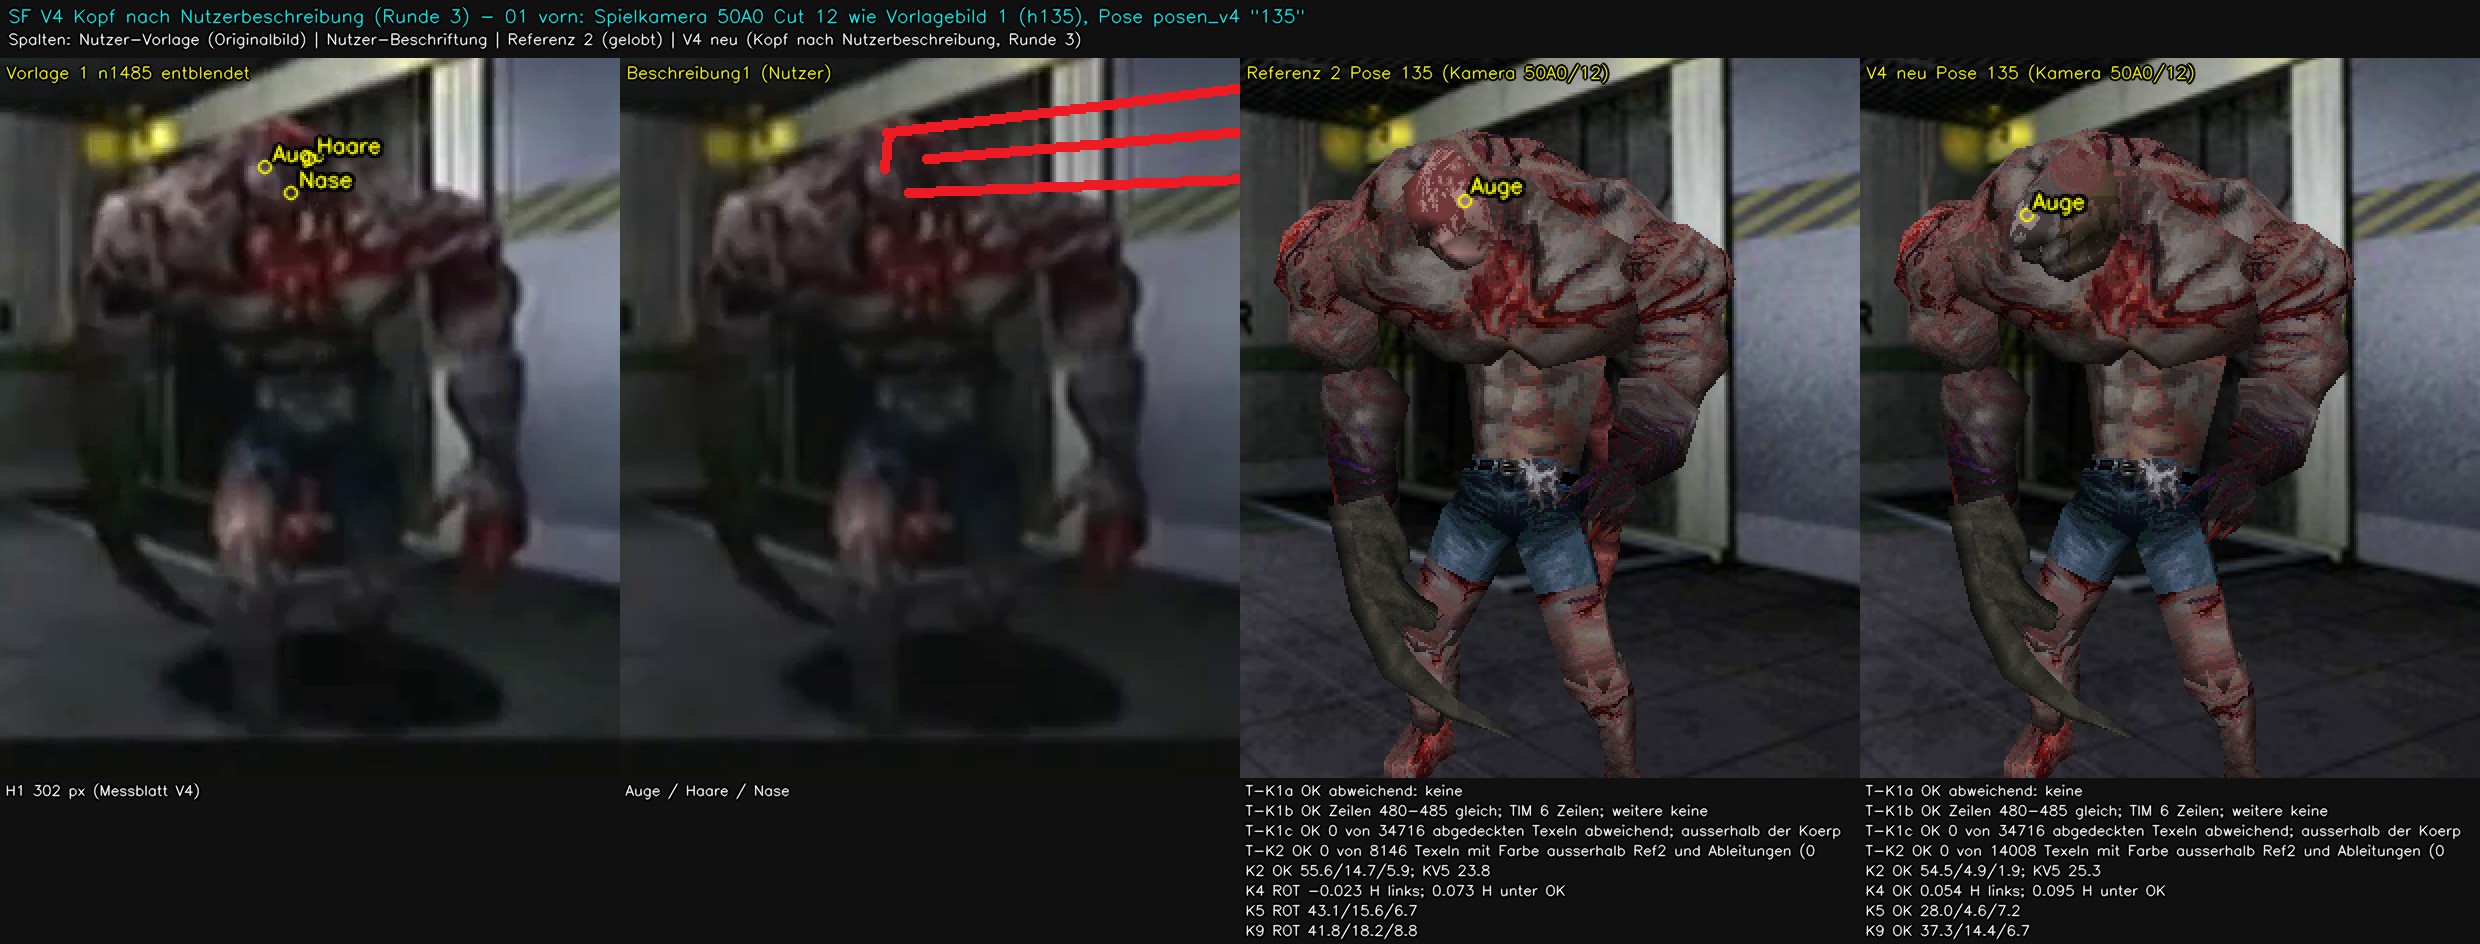 SF V4 Kopf nach Nutzerbeschreibung (Runde 3) – 01 vorn: Spielkamera 50A0 Cut 12 wie Vorlagebild 1 (h135), Pose posen_v4 "135"
Spalten: Nutzer-Vorlage (Originalbild) | Nutzer-Beschriftung | Referenz 2 (gelobt) | V4 neu (Kopf nach Nutzerbeschreibung, Runde 3)
Vorlage 1 n1485 entblendet
Haare
Nase
H1 302 px (Messblatt V4)
Beschreibung1 (Nutzer)
Auge / Haare / Nase
Referenz 2 Pose 135 (Kamera 50A0/12)
Auge
T-K1a OK abweichend: keine
T-K1b OK Zeilen 480-485 gleich; TIM 6 Zeilen; weitere keine
T-K1c OK 0 von 34716 abgedeckten Texeln abweichend; ausserhalb der Koerp
T-K2 OK 0 von 8146 Texeln mit Farbe ausserhalb Ref2 und Ableitungen (0
K2 OK 55.6/14.7/5.9; KV5 23.8
K4 ROT -0.023 H links; 0.073 H unter OK
K5 ROT 43.1/15.6/6.7
K9 ROT 41.8/18.2/8.8
V4 neu Pose 135 (Kamera 50A0/12)
Auge
R
T-K1a OK abweichend: keine
T-K1b OK Zeilen 480-485 gleich; TIM 6 Zeilen; weitere keine
T-K1c OK 0 von 34716 abgedeckten Texeln abweichend; ausserhalb der Koerp
T-K2 OK 0 von 14008 Texeln mit Farbe ausserhalb Ref2 und Ableitungen (0
K2 OK 54.5/4.9/1.9; KV5 25.3
K4 OK 0.054 H links; 0.095 H unter OK
K5 OK 28.0/4.6/7.2
K9 OK 37.3/14.4/6.7